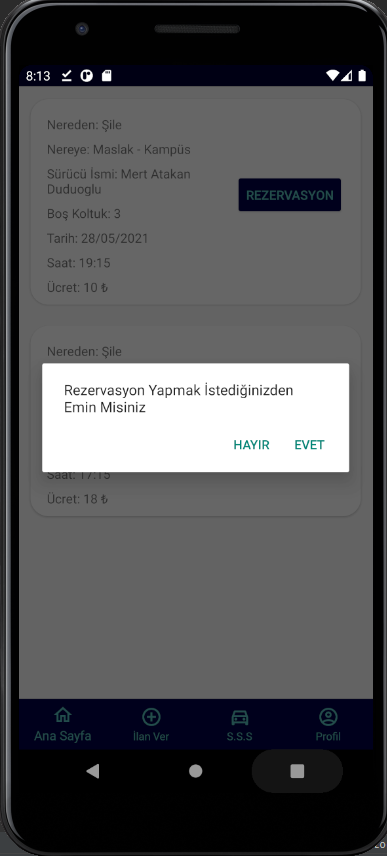 8:13
Nereden: Şile
Nereye: Maslak - Kampüs
Sürücü İsmi: Mert Atakan
Duduoglu
REZERVASYON
Boş Koltuk: 3
Tarih: 28/05/2021
Saat: 19:15
Ücret: 10 ₺
Nereden: Şile
Rezervasyon Yapmak İstediğinizden
Emin Misiniz
HAYIR EVET
Saat: 17:15
Ücret: 18 ₺
Ana Sayfa İlan Ver S.S.S Profil